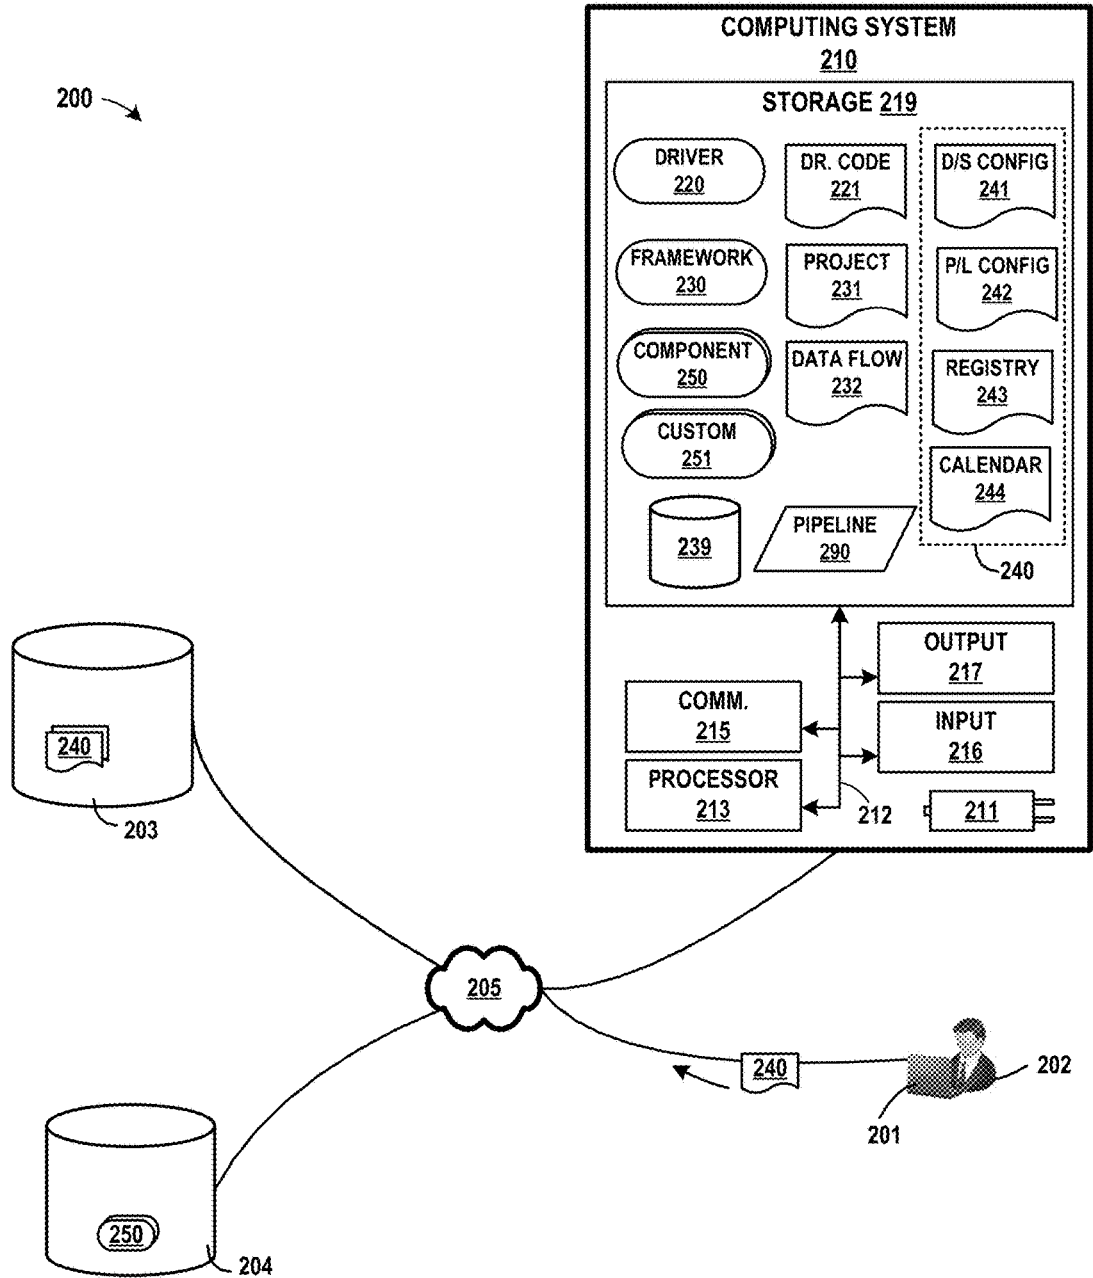 COMPUTING SYSTEM
210
200
STORAGE 219
DRIVER
220
DR. CODE
221
D/S CONFIG
241
FRAMEWORK
230
PROJECT
231
P/L CONFIG
242
COMPONENT
250
DATA FLOW
232
REGISTRY
243
CUSTOM
251
CALENDAR
244
239
PIPELINE
290
240
OUTPUT
217
COMM.
215
INPUT
216
PROCESSOR
213
212
211
240
203
205
240
202
201
250
204